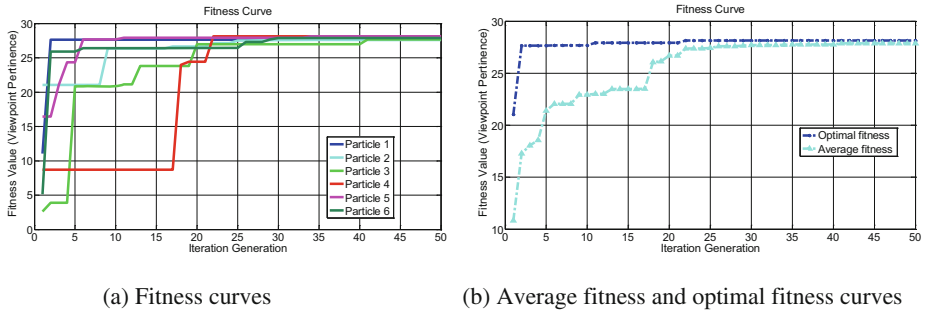 Fitness Curve
Fitness Value (Viewpoint Pertinence)
30
25
20
15
10
5
0
0 5 10 15 20 25 30 35 40 45 50
Iteration Generation
Particle 1
Particle 2
Particle 3
Particle 4
Particle 5
Particle 6
(a) Fitness curves
Fitness Curve
Fitness Value (Viewpoint Pertinence)
30
25
20
15
10
0 5 10 15 20 25 30 35 40 45 50
Iteration Generation
Optimal fitness
Average fitness
(b) Average fitness and optimal fitness curves